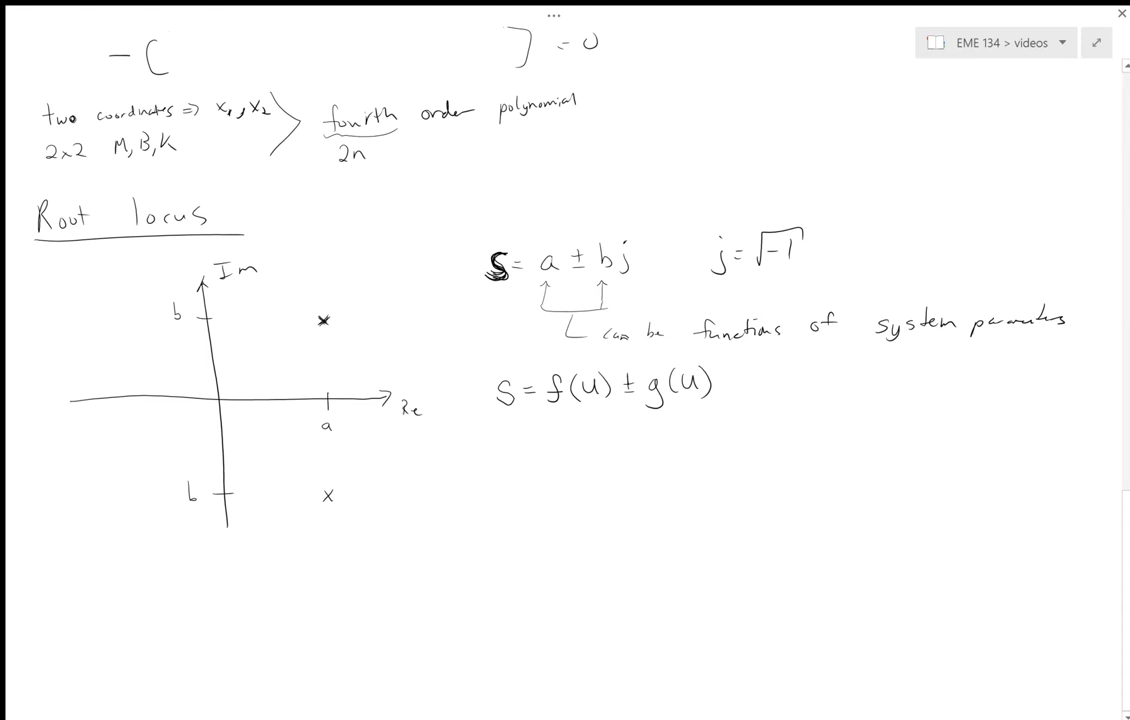 - [ ] = 0
EME 134 > videos
two coordinates => x1, x2 > fourth order polynomial
2x2 M, B, K
2n
Root locus
Im
S = a ± bj j = √-1
b
can be functions of system
S = f(u) ± g(u)
Re
a
b
x